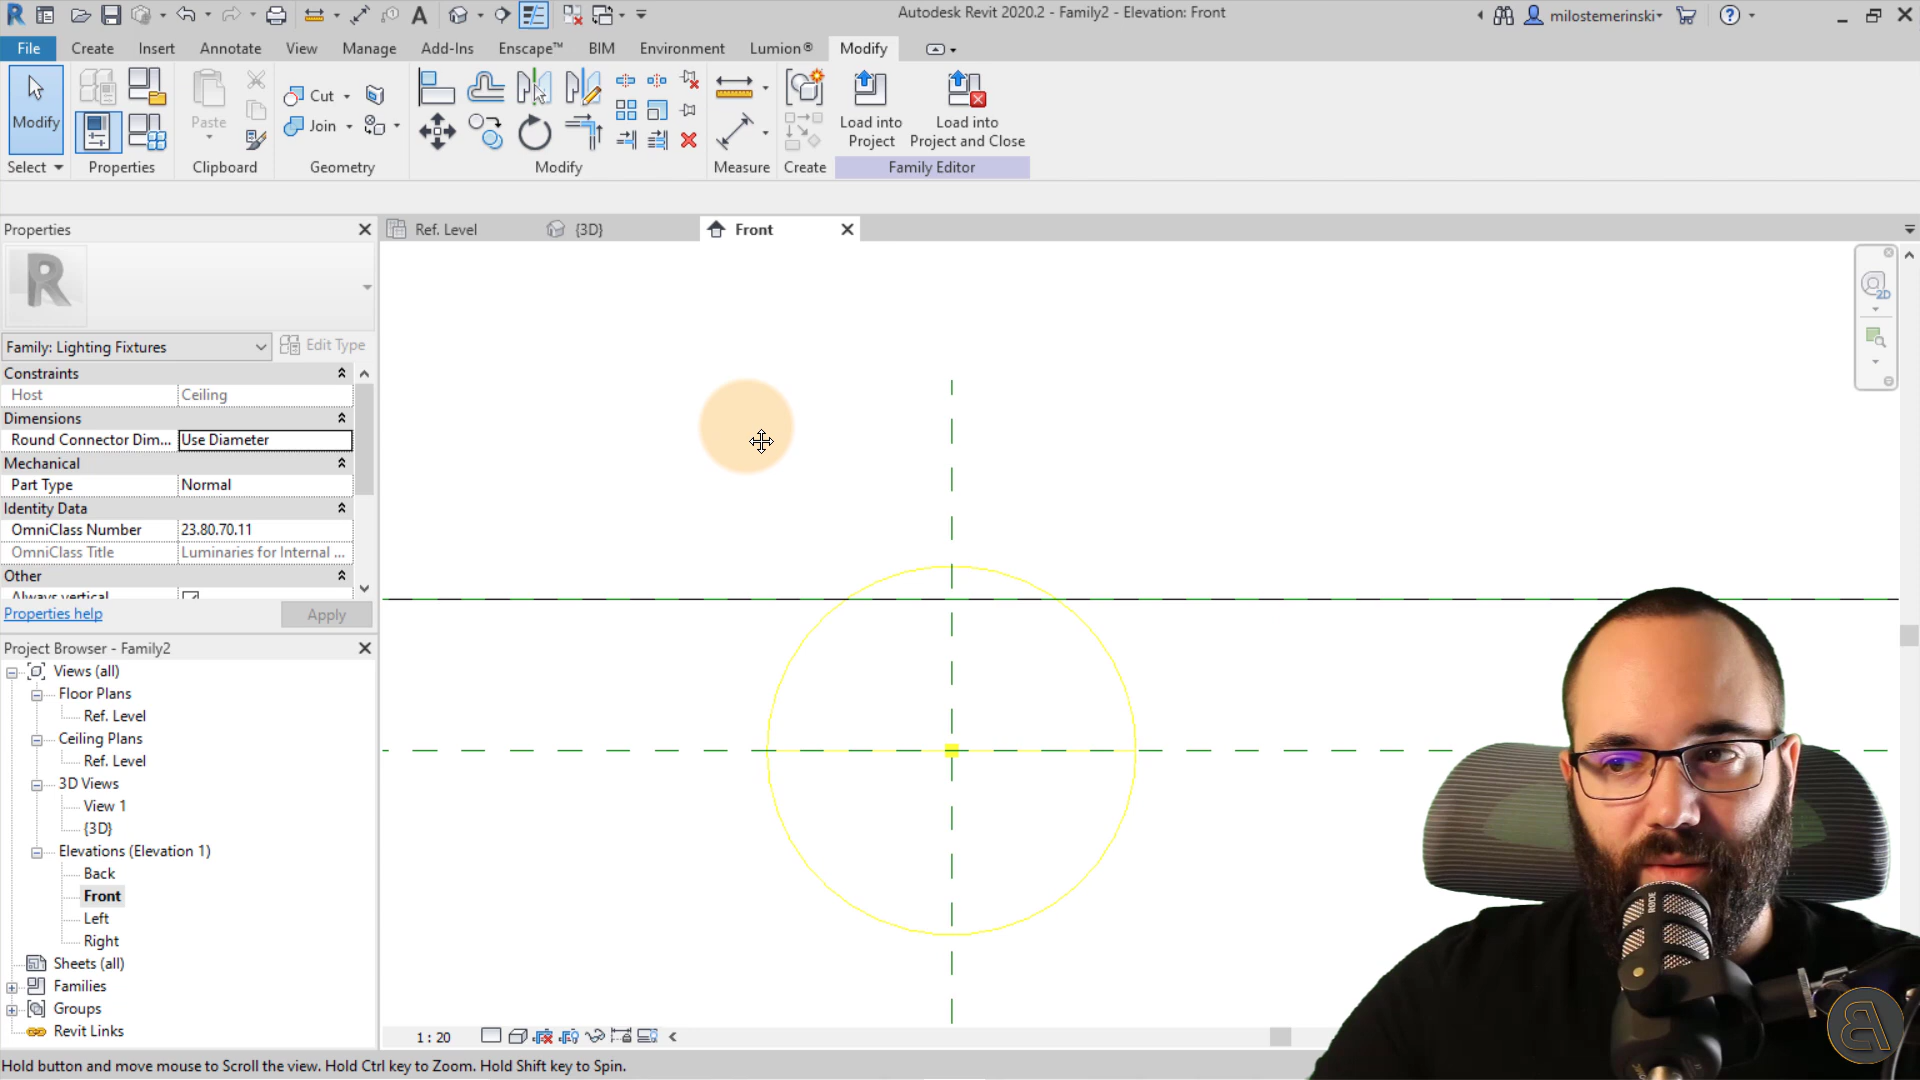 Autodesk Revit 2020.2 - Family2 - Elevation: Front
milostemerinski
File Create Insert Annotate View Manage Add-Ins Enscape™ BIM Environment Lumion® Modify
Modify
Paste
Cut
Join
Load into Project
Load into Project and Close
Select Properties Clipboard Geometry Modify Measure Create Family Editor
Properties
Ref. Level {3D} Front
2D
Family: Lighting Fixtures Edit Type
Constraints
Host Ceiling
Dimensions
Round Connector Dim... Use Diameter
Mechanical
Part Type Normal
Identity Data
OmniClass Number 23.80.70.11
OmniClass Title Luminaries for Internal ...
Other
Always vertical
Properties help Apply
Project Browser - Family2
Views (all)
Floor Plans
Ref. Level
Ceiling Plans
Ref. Level
3D Views
View 1
{3D}
Elevations (Elevation 1)
Back
Front
Left
Right
Sheets (all)
Families
Groups
Revit Links
1 : 20
Hold button and move mouse to Scroll the view. Hold Ctrl key to Zoom. Hold Shift key to Spin.
RØDE